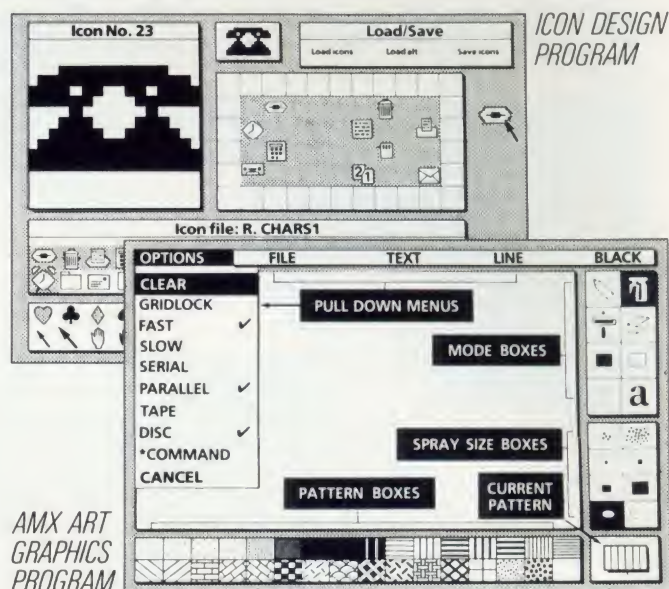 ICON DESIGN
PROGRAM
Icon No. 23
Load/Save
Load icons Load alt Save icons
2
1
Icon file: R. CHARS1
OPTIONS FILE TEXT LINE BLACK
CLEAR
GRIDLOCK
FAST ✓
SLOW
SERIAL
PARALLEL ✓
TAPE
DISC ✓
*COMMAND
CANCEL
PULL DOWN MENUS
MODE BOXES
a
SPRAY SIZE BOXES
PATTERN BOXES
CURRENT
PATTERN
AMX ART
GRAPHICS
PROGRAM